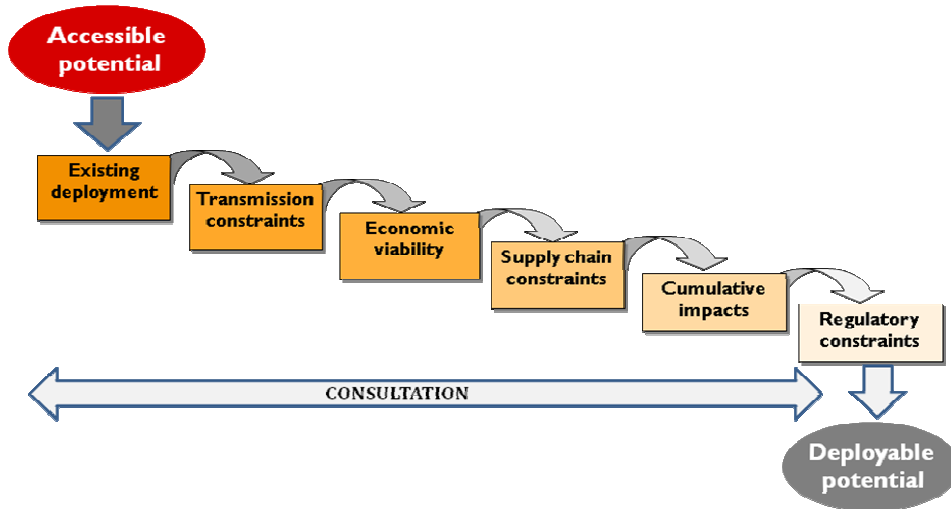 Accessible
potential
Existing
deployment
Transmission
constraints
Economic
viability
Supply chain
constraints
Cumulative
impacts
Regulatory
constraints
CONSULTATION
Deployable
potential